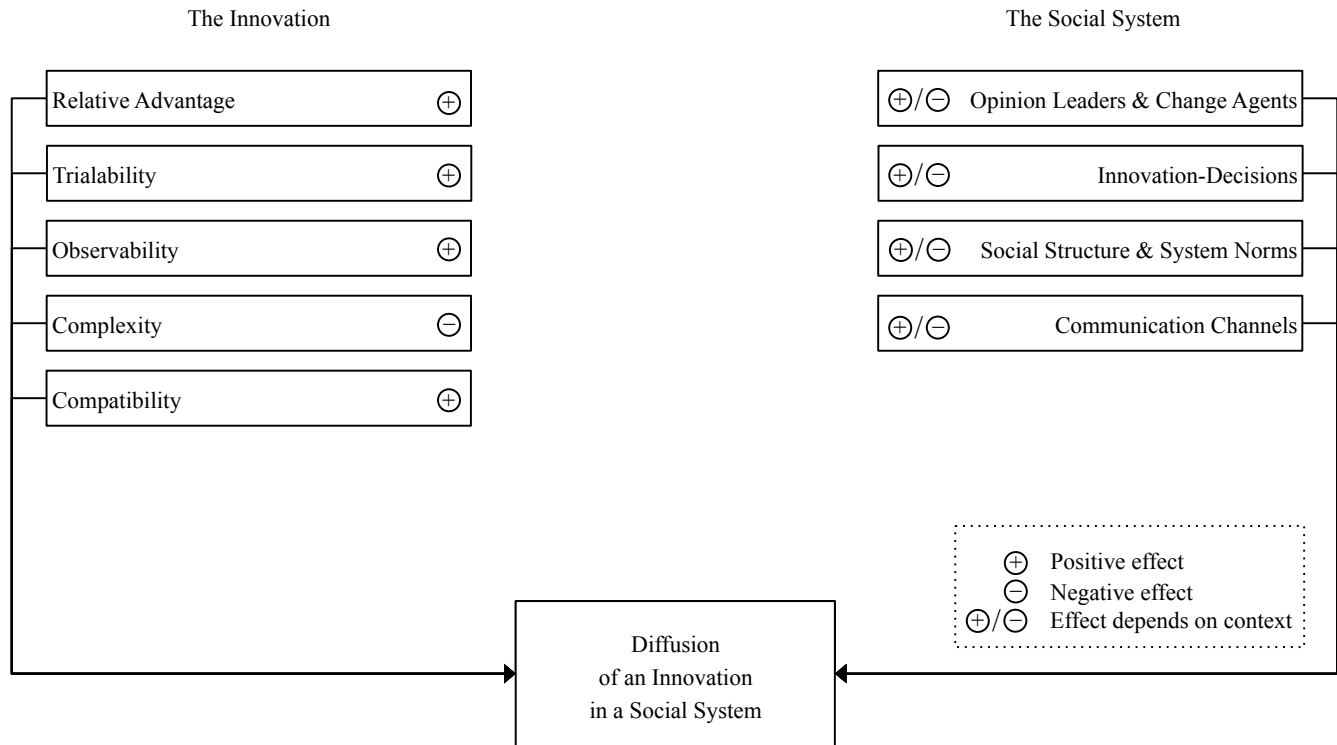 The Innovation
Relative Advantage ⊕
Trialability ⊕
Observability ⊕
Complexity ⊖
Compatibility ⊕
The Social System
⊕/⊖ Opinion Leaders & Change Agents
⊕/⊖ Innovation-Decisions
⊕/⊖ Social Structure & System Norms
⊕/⊖ Communication Channels
⊕ Positive effect
⊖ Negative effect
⊕/⊖ Effect depends on context
Diffusion
of an Innovation
in a Social System